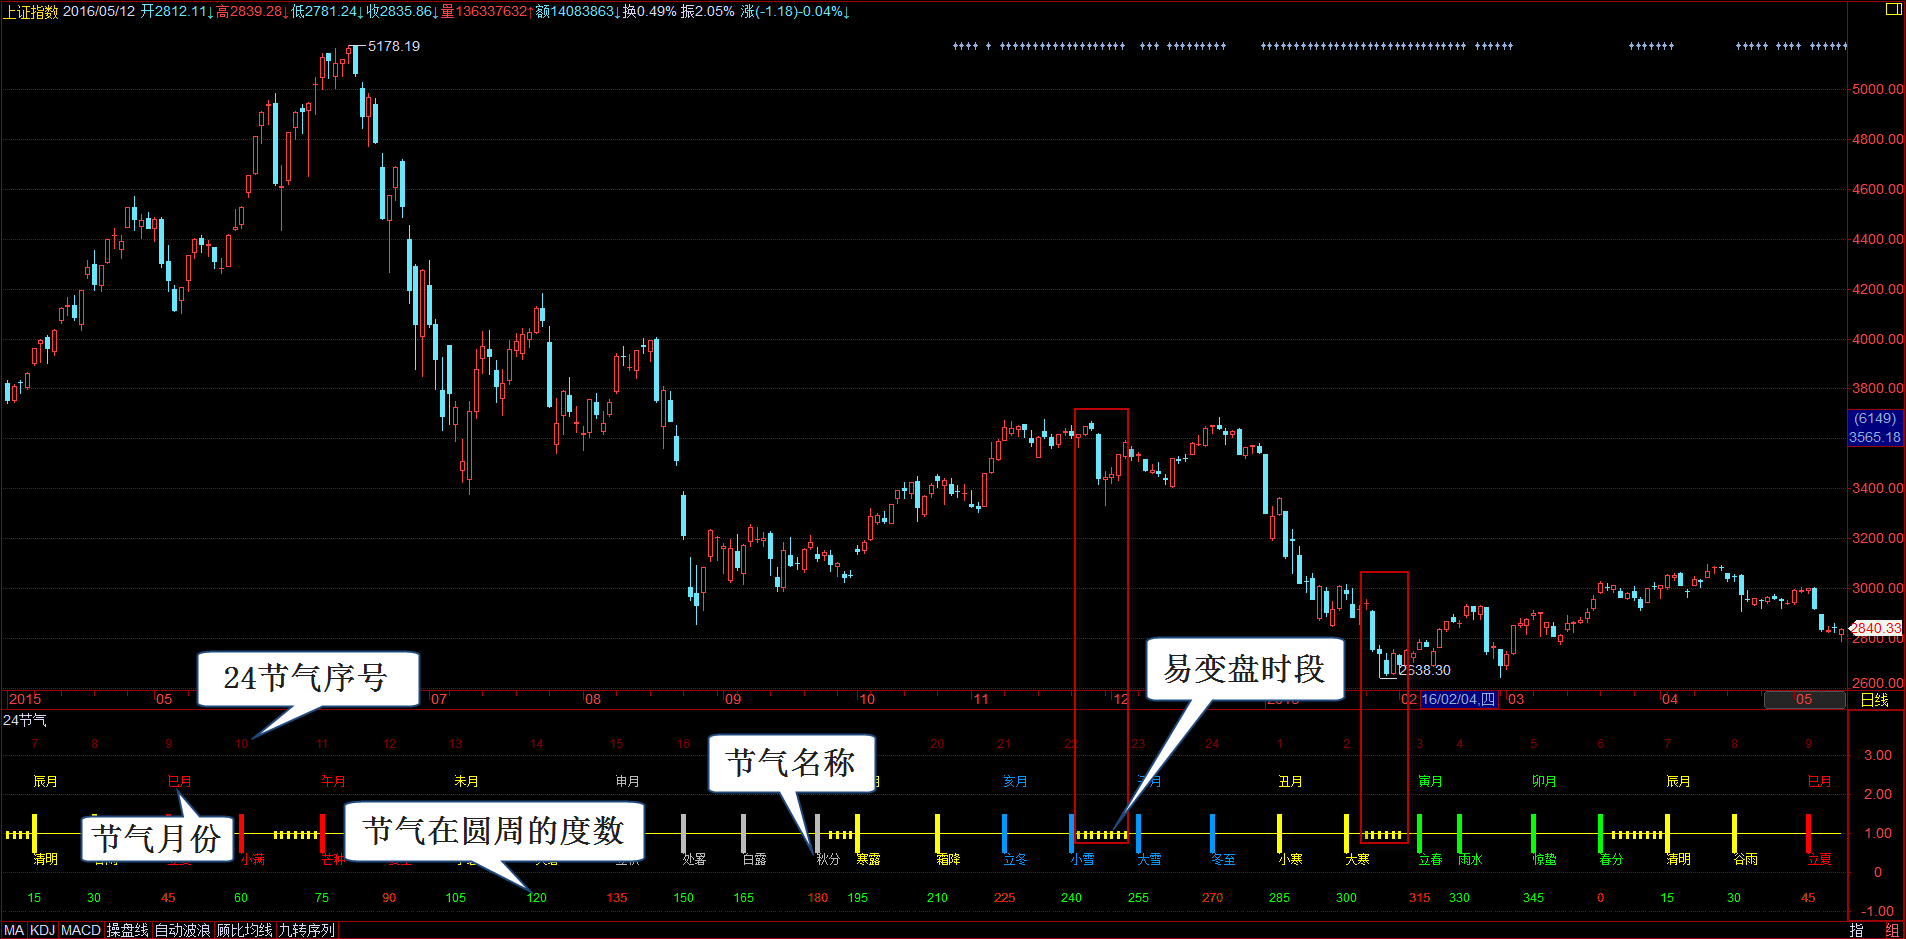 上证指数 2016/05/12 开2812.11↓高2839.28↓低2781.24↓收2835.86↓量136337632↑额14083863↓换0.49% 振2.05% 涨(-1.18)-0.04%↓
5178.19
5000.00
4800.00
4600.00
4400.00
4200.00
4000.00
3800.00
(6149)
3565.18
3400.00
3200.00
3000.00
2840.33
2800.00
2638.30
2600.00
易变盘时段
24节气序号
2015 05 07 08 09 10 11 12 02 16/02/04,四 03 04 05 日线
24节气
7 8 9 10 11 12 13 14 15 16 20 21 22 23 24 1 2 3 4 5 6 7 8 9
3.00
节气名称
辰月 巳月 午月 未月 申月 亥月 丑月 寅月 卯月 辰月 巳月
2.00
节气月份
节气在圆周的度数
1.00
清明 小满 芒种 处暑 白露 秋分 寒露 霜降 立冬 小雪 大雪 冬至 小寒 大寒 立春 雨水 惊蛰 春分 清明 谷雨 立夏
0
15 30 45 60 75 90 105 120 135 150 165 180 195 210 225 240 255 270 285 300 315 330 345 0 15 30 45
-1.00
MA KDJ MACD 操盘线 自动波浪 顾比均线 九转序列 指 组